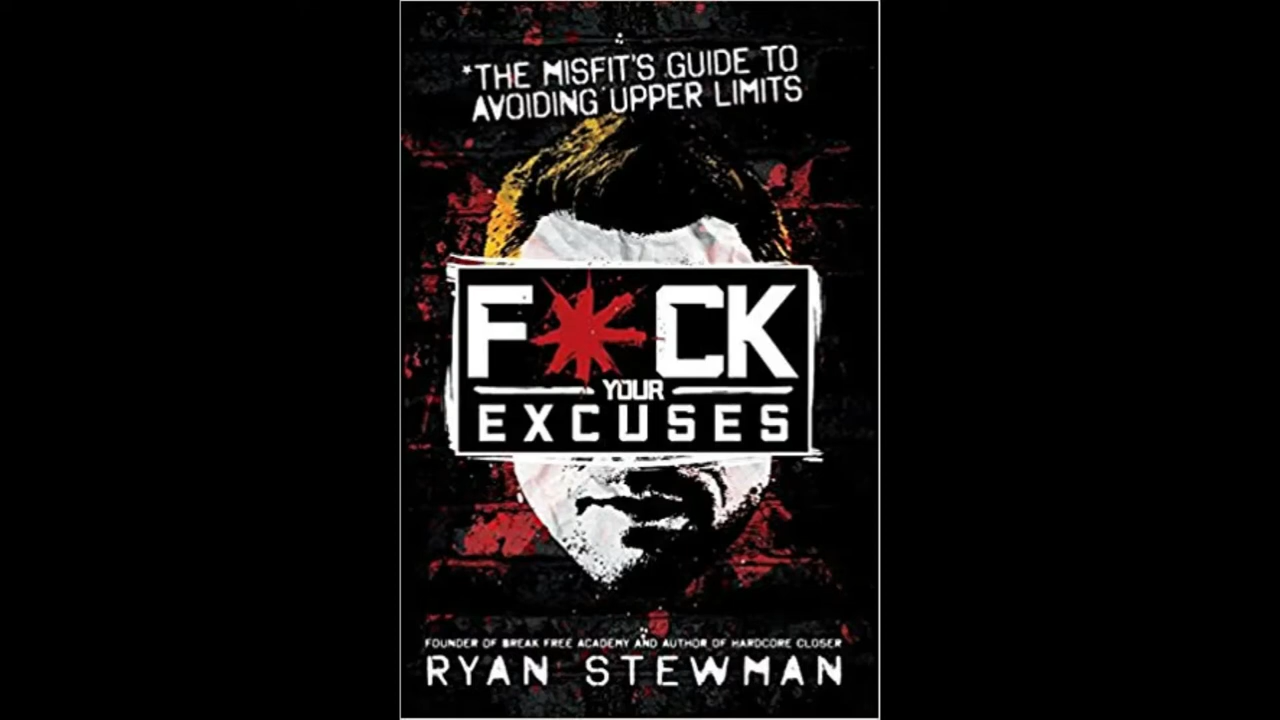 *THE MISFIT'S GUIDE TO
AVOIDING UPPER LIMITS
F*CK
YOUR
EXCUSES
FOUNDER OF BREAK FREE ACADEMY AND AUTHOR OF HARDCORE CLOSER
RYAN STEWMAN